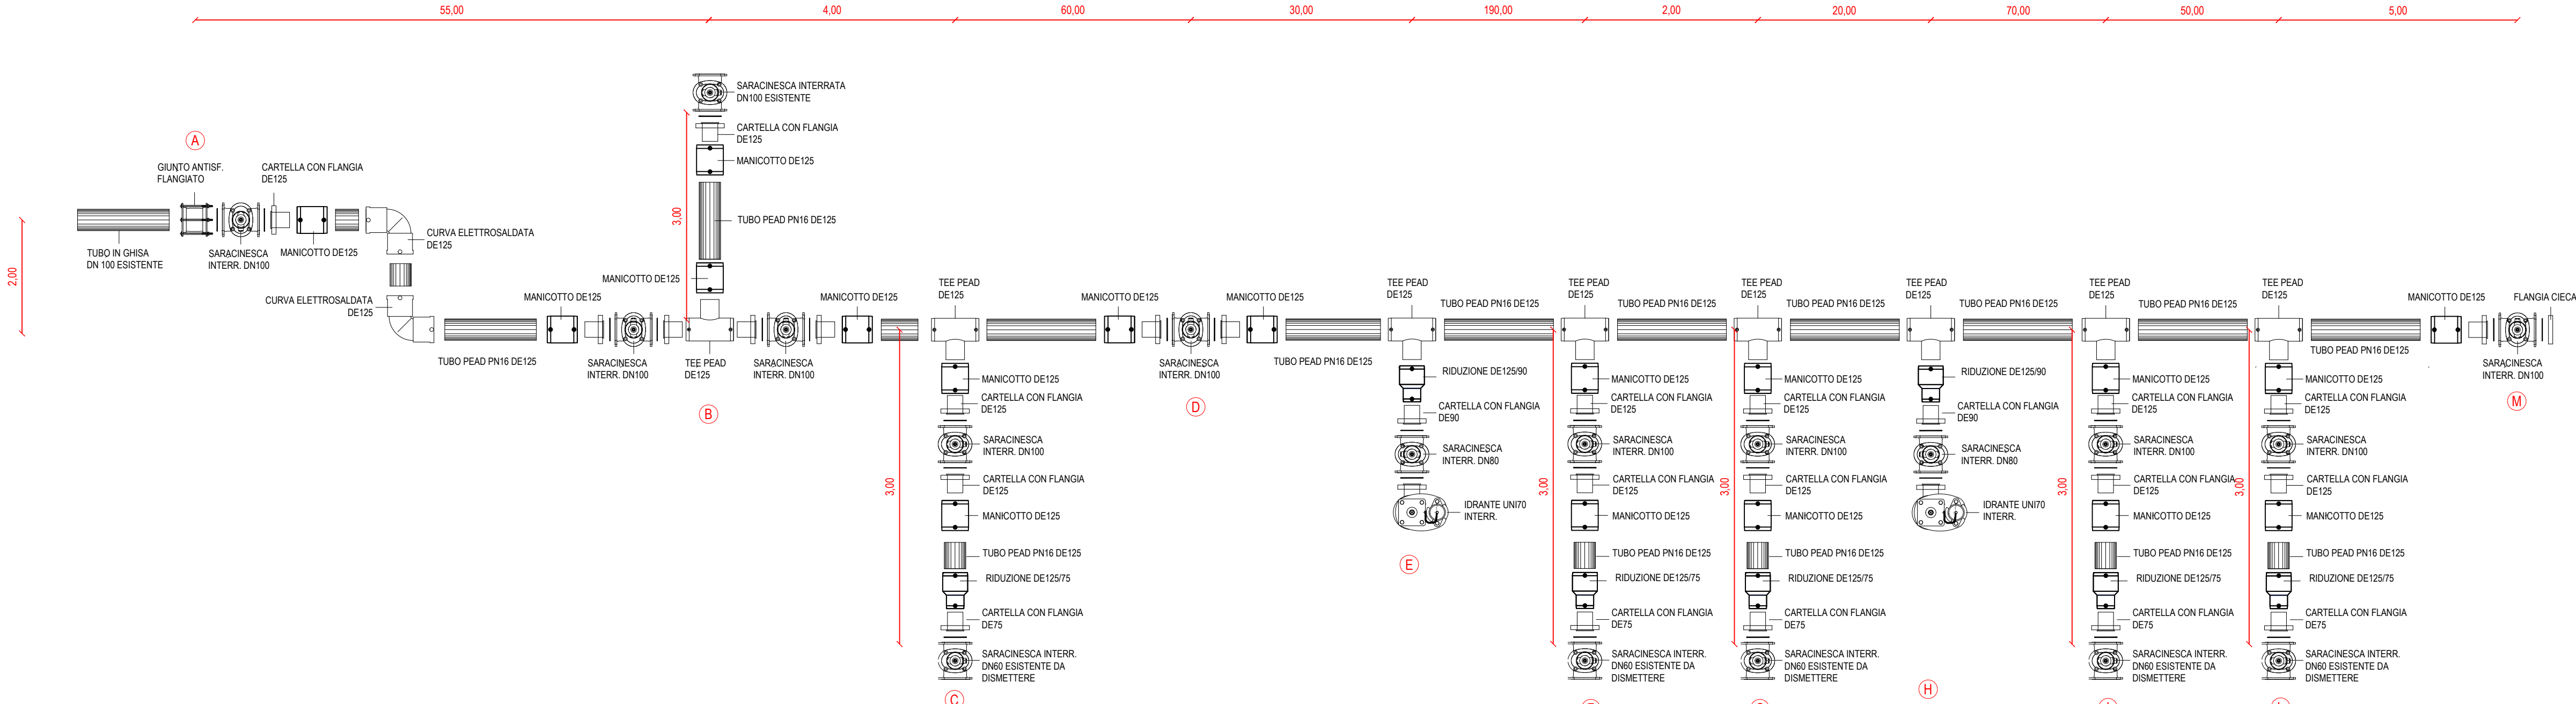 55,00
4,00
60,00
30,00
190,00
2,00
20,00
70,00
50,00
5,00
2,00
A
GIUNTO ANTISF.
FLANGIATO
CARTELLA CON FLANGIA
DE125
TUBO IN GHISA
DN 100 ESISTENTE
SARACINESCA
INTERR. DN100
MANICOTTO DE125
CURVA ELETTROSALDATA
DE125
CURVA ELETTROSALDATA
DE125
TUBO PEAD PN16 DE125
MANICOTTO DE125
SARACINESCA
INTERR. DN100
SARACINESCA INTERRATA
DN100 ESISTENTE
CARTELLA CON FLANGIA
DE125
MANICOTTO DE125
3,00
TUBO PEAD PN16 DE125
MANICOTTO DE125
TEE PEAD
DE125
B
SARACINESCA
INTERR. DN100
MANICOTTO DE125
TEE PEAD
DE125
MANICOTTO DE125
CARTELLA CON FLANGIA
DE125
SARACINESCA
INTERR. DN100
3,00
CARTELLA CON FLANGIA
DE125
MANICOTTO DE125
TUBO PEAD PN16 DE125
RIDUZIONE DE125/75
CARTELLA CON FLANGIA
DE75
SARACINESCA INTERR.
DN60 ESISTENTE DA
DISMETTERE
C
MANICOTTO DE125
SARACINESCA
INTERR. DN100
D
MANICOTTO DE125
TUBO PEAD PN16 DE125
TEE PEAD
DE125
RIDUZIONE DE125/90
CARTELLA CON FLANGIA
DE90
SARACINESCA
INTERR. DN80
IDRANTE UNI70
INTERR.
E
TUBO PEAD PN16 DE125
TEE PEAD
DE125
MANICOTTO DE125
CARTELLA CON FLANGIA
DE125
SARACINESCA
INTERR. DN100
3,00
CARTELLA CON FLANGIA
DE125
MANICOTTO DE125
TUBO PEAD PN16 DE125
RIDUZIONE DE125/75
CARTELLA CON FLANGIA
DE75
SARACINESCA INTERR.
DN60 ESISTENTE DA
DISMETTERE
TUBO PEAD PN16 DE125
TEE PEAD
DE125
MANICOTTO DE125
CARTELLA CON FLANGIA
DE125
SARACINESCA
INTERR. DN100
3,00
CARTELLA CON FLANGIA
DE125
MANICOTTO DE125
TUBO PEAD PN16 DE125
RIDUZIONE DE125/75
CARTELLA CON FLANGIA
DE75
SARACINESCA INTERR.
DN60 ESISTENTE DA
DISMETTERE
TUBO PEAD PN16 DE125
TEE PEAD
DE125
RIDUZIONE DE125/90
CARTELLA CON FLANGIA
DE90
SARACINESCA
INTERR. DN80
IDRANTE UNI70
INTERR.
H
TUBO PEAD PN16 DE125
TEE PEAD
DE125
MANICOTTO DE125
CARTELLA CON FLANGIA
DE125
SARACINESCA
INTERR. DN100
3,00
CARTELLA CON FLANGIA
DE125
MANICOTTO DE125
TUBO PEAD PN16 DE125
RIDUZIONE DE125/75
CARTELLA CON FLANGIA
DE75
SARACINESCA INTERR.
DN60 ESISTENTE DA
DISMETTERE
TUBO PEAD PN16 DE125
TEE PEAD
DE125
MANICOTTO DE125
CARTELLA CON FLANGIA
DE125
SARACINESCA
INTERR. DN100
3,00
CARTELLA CON FLANGIA
DE125
MANICOTTO DE125
TUBO PEAD PN16 DE125
RIDUZIONE DE125/75
CARTELLA CON FLANGIA
DE75
SARACINESCA INTERR.
DN60 ESISTENTE DA
DISMETTERE
TUBO PEAD PN16 DE125
MANICOTTO DE125
FLANGIA CIECA
SARACINESCA
INTERR. DN100
M